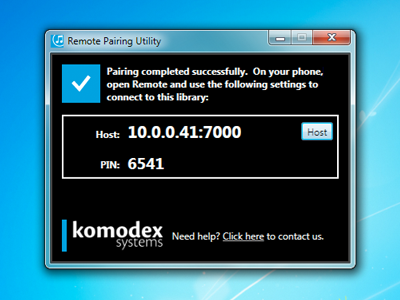 Remote Pairing Utility
Pairing completed successfully.  On your phone,
open Remote and use the following settings to
connect to this library:
Host: 10.0.0.41:7000
Host
PIN: 6541
komodex
systems
Need help? Click here to contact us.